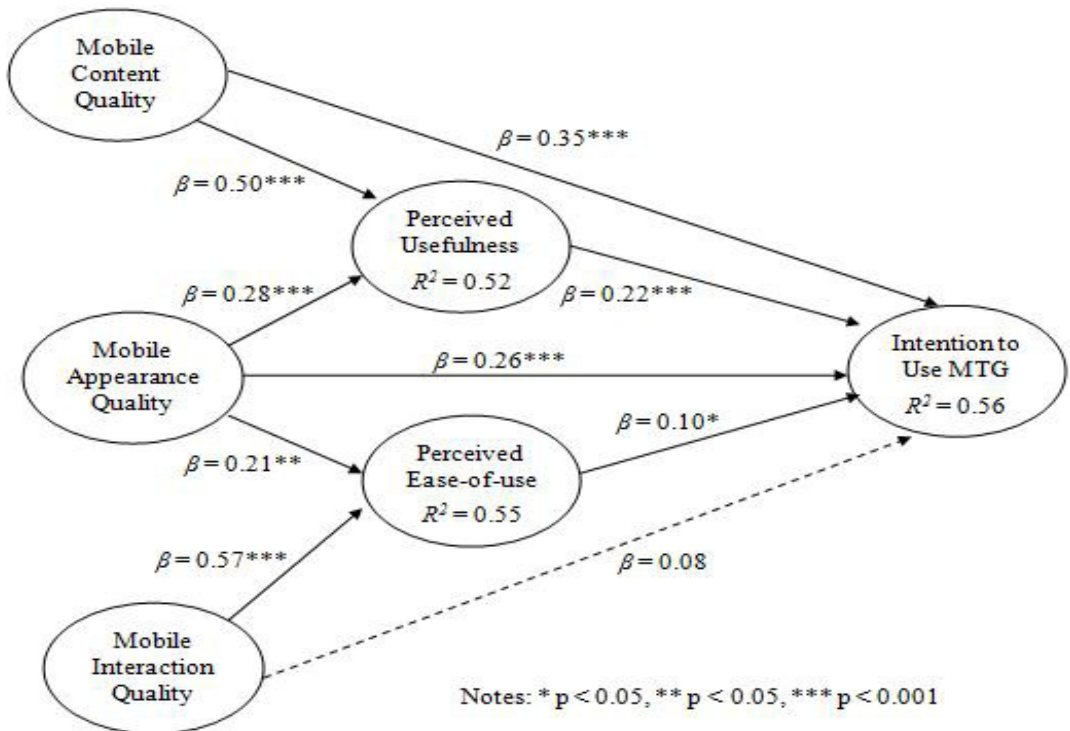 Mobile
Content
Quality
β = 0.35***
β = 0.50***
Perceived
Usefulness
R² = 0.52
β = 0.28***
β = 0.22***
Mobile
Appearance
Quality
β = 0.26***
Intention to
Use MTG
R² = 0.56
β = 0.10*
β = 0.21**
Perceived
Ease-of-use
R² = 0.55
β = 0.57***
β = 0.08
Mobile
Interaction
Quality
Notes: * p < 0.05, ** p < 0.05, *** p < 0.001